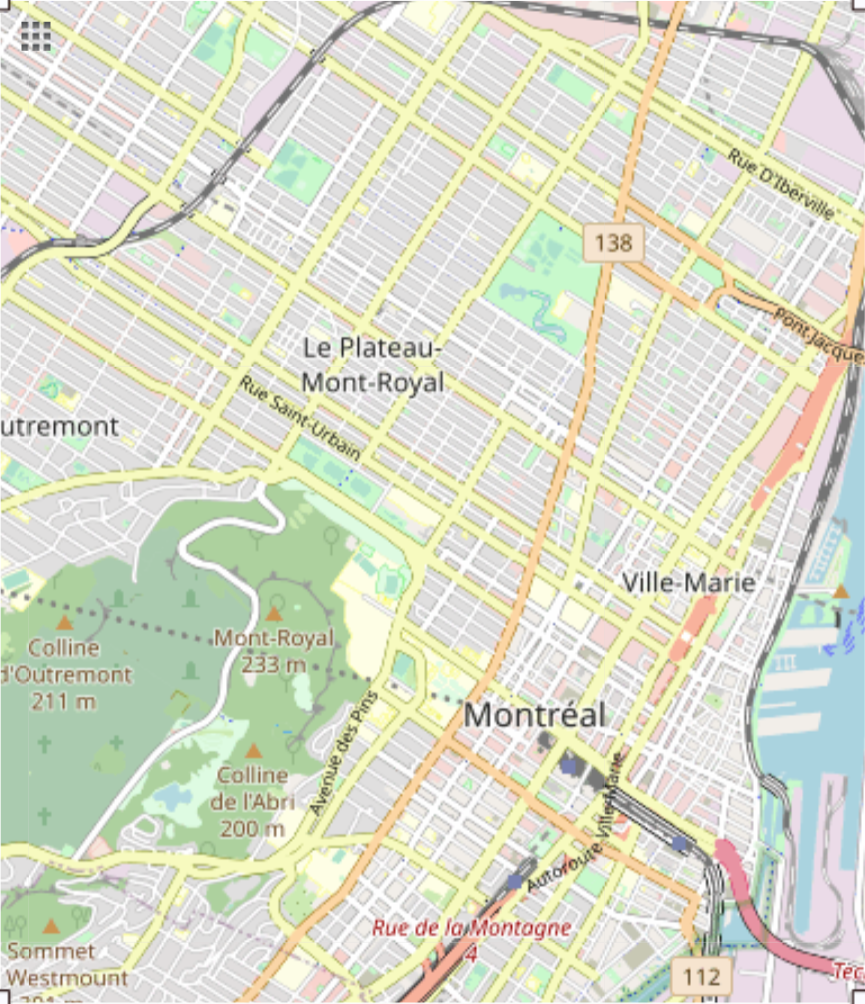 Rue D'Iberville
138
Pont Jacque
Le Plateau-
Mont-Royal
Rue Saint-Urbain
utremont
Ville-Marie
Mont-Royal
233 m
Colline
d'Outremont
211 m
Montréal
Avenue des Pins
Colline
de l'Abri
200 m
Autoroute Ville-Marie
Rue de la Montagne
4
Sommet
Westmount
112
Tec